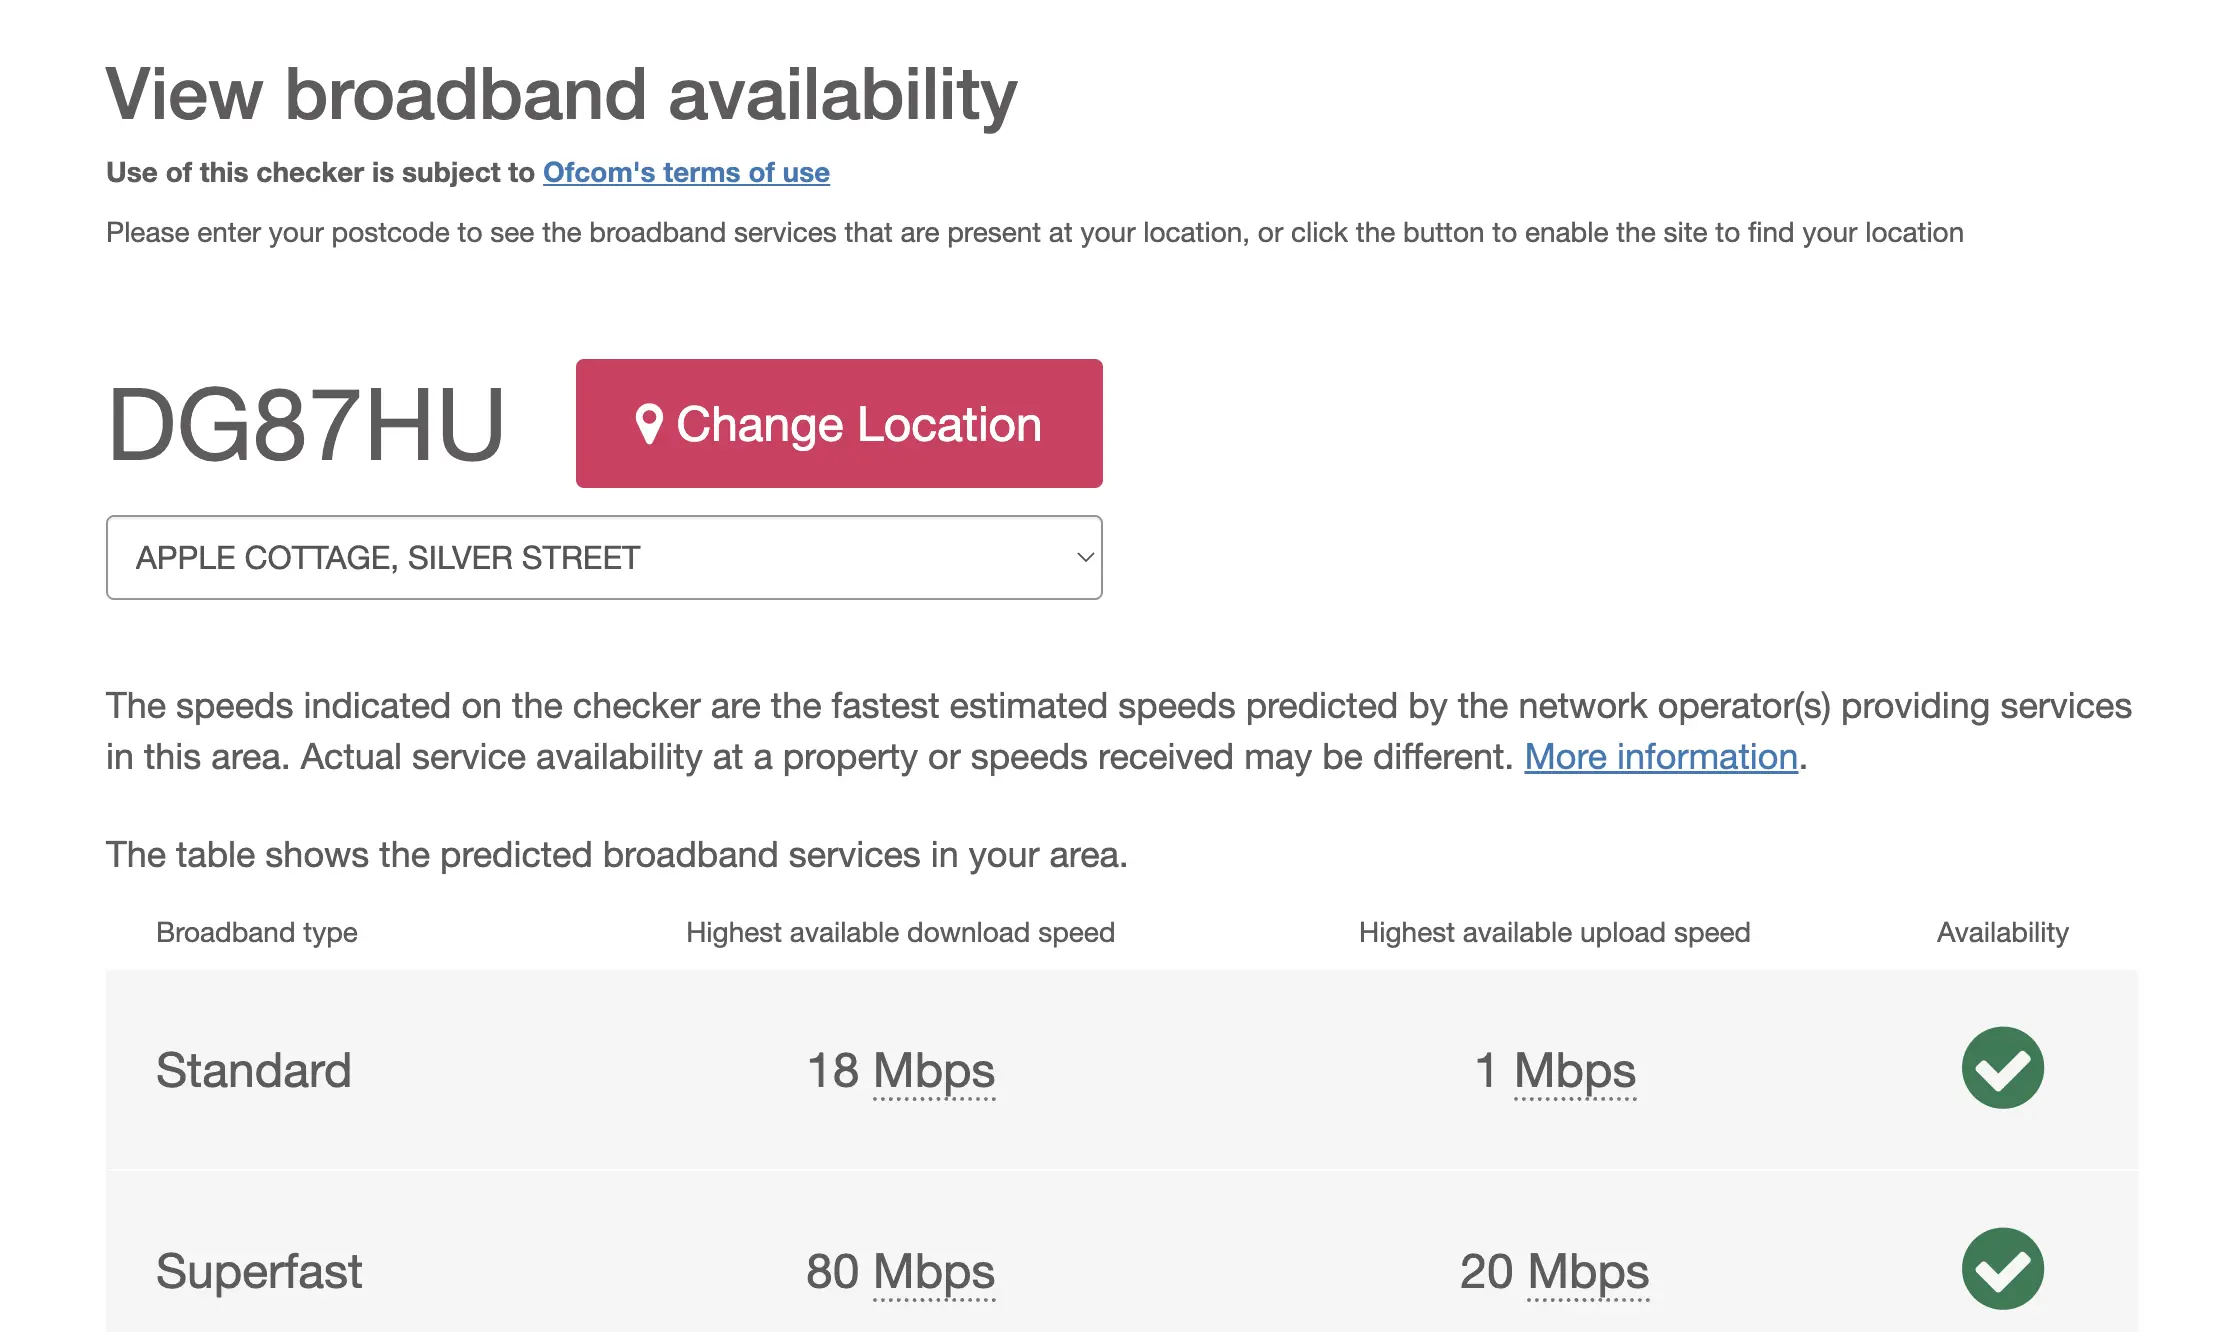 View broadband availability
Use of this checker is subject to Ofcom's terms of use
Please enter your postcode to see the broadband services that are present at your location, or click the button to enable the site to find your location
DG87HU
Change Location
APPLE COTTAGE, SILVER STREET
The speeds indicated on the checker are the fastest estimated speeds predicted by the network operator(s) providing services
in this area. Actual service availability at a property or speeds received may be different. More information.
The table shows the predicted broadband services in your area.
Broadband type Highest available download speed Highest available upload speed Availability
Standard 18 Mbps 1 Mbps
Superfast 80 Mbps 20 Mbps